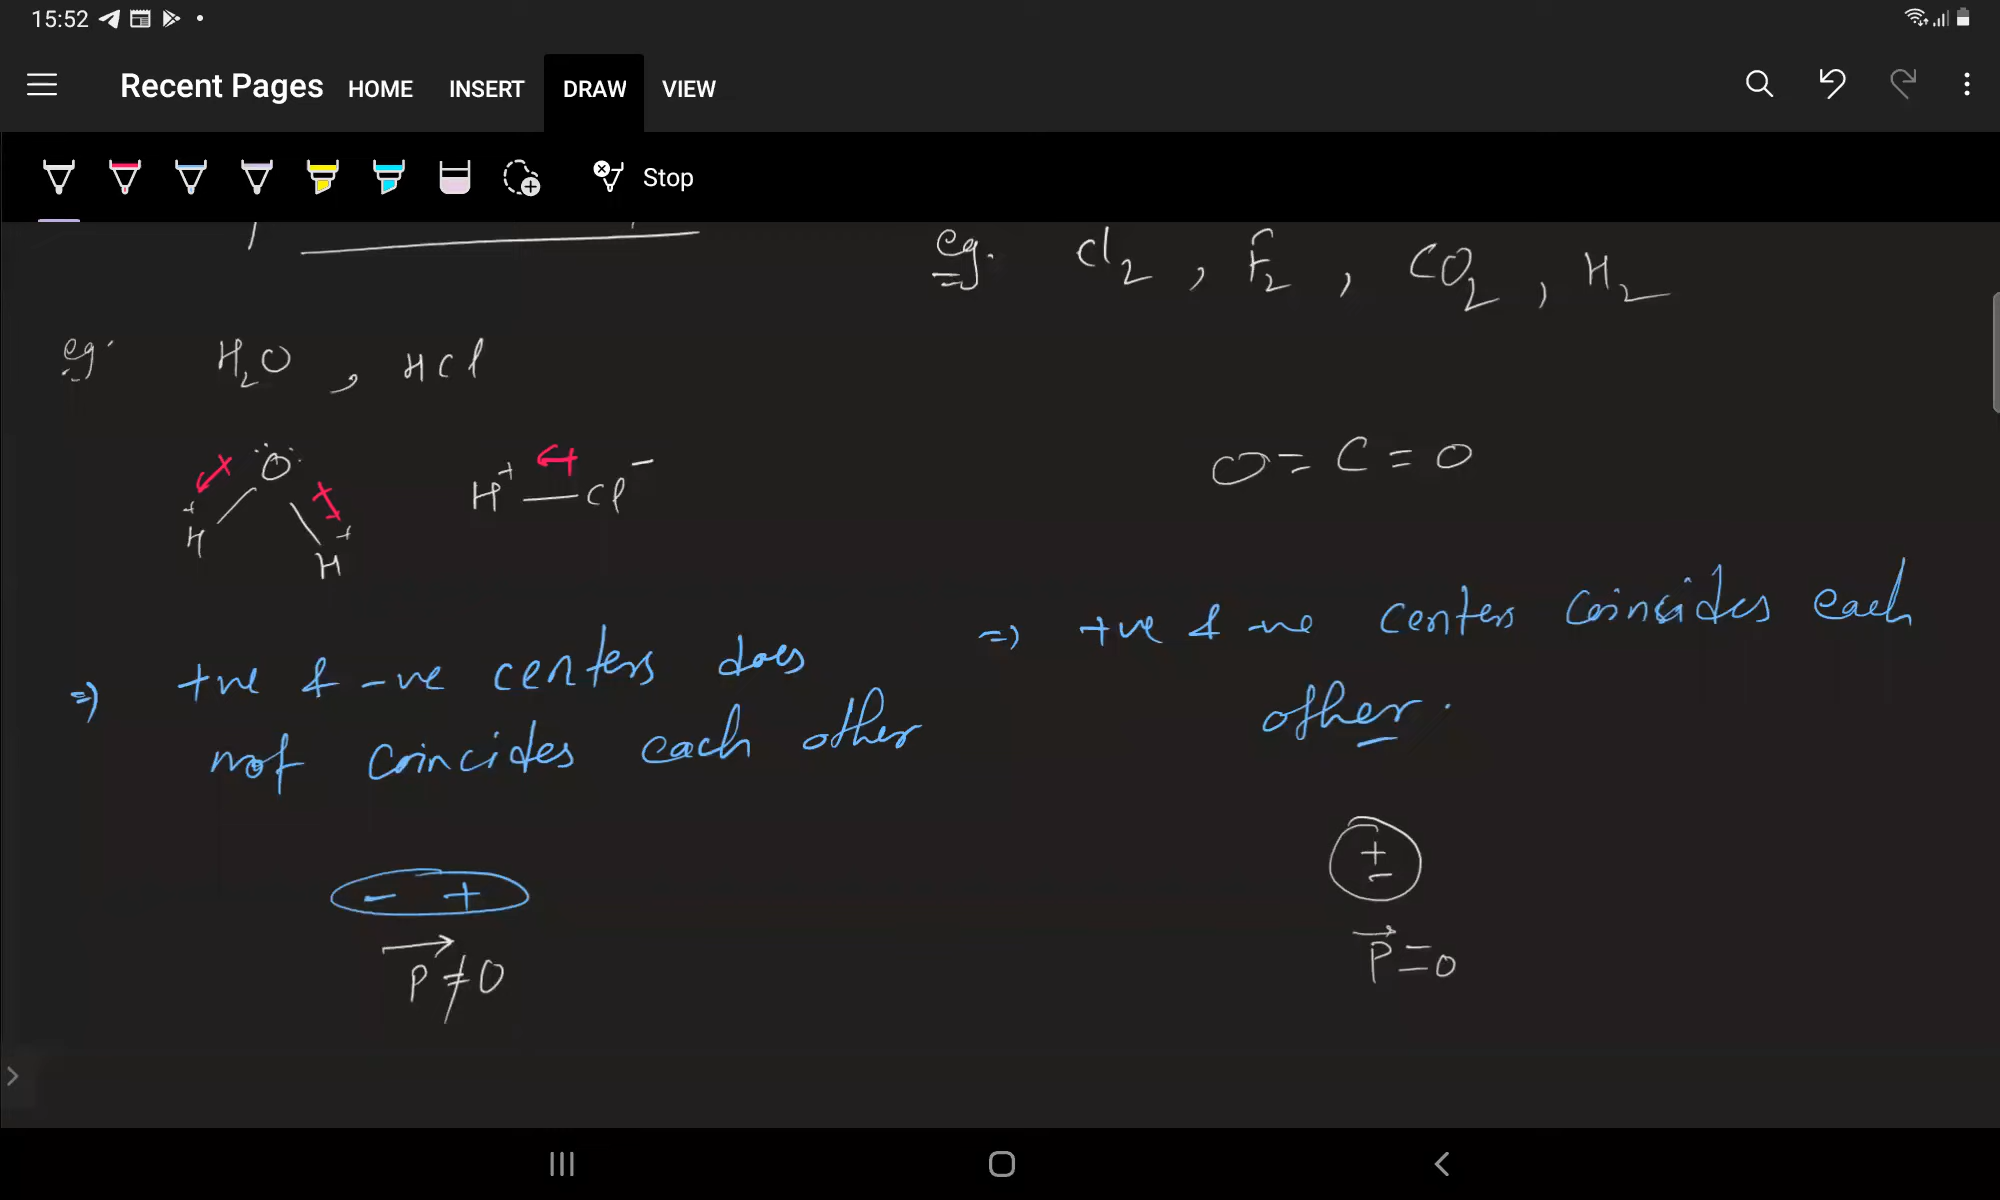 15:52
Recent Pages HOME INSERT DRAW VIEW
Stop
eg. Cl2 , F2 , CO2 , H2
eg. H2O , HCl
O
+ H
H +
H+ — Cl−
O = C = O
⇒ +ve & -ve centers does
not coincides each other
⇒ +ve & -ve centers coincides each
other.
− +
P ≠ 0
+
−
P = 0